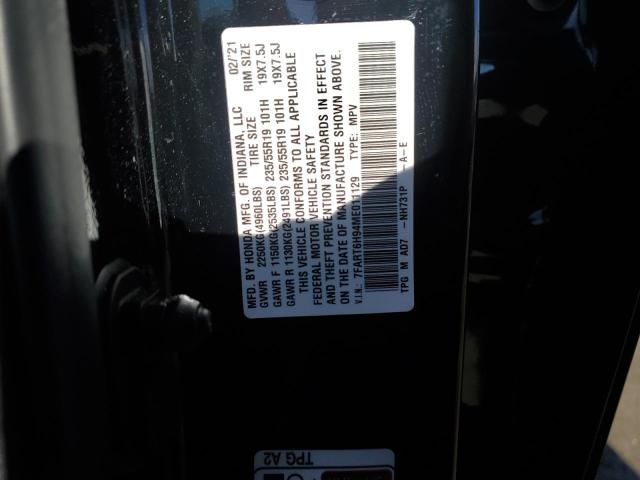 MFD. BY HONDA MFG. OF INDIANA, LLC 02/'21
GVWR 2250KG(4960LBS) TIRE SIZE RIM SIZE
GAWR F 1150KG(2535LBS) 235/55R19 101H 19X7.5J
GAWR R 1130KG(2491LBS) 235/55R19 101H 19X7.5J
THIS VEHICLE CONFORMS TO ALL APPLICABLE
FEDERAL MOTOR VEHICLE SAFETY
AND THEFT PREVENTION STANDARDS IN EFFECT
ON THE DATE OF MANUFACTURE SHOWN ABOVE.
V.I.N.: 7FART6H94ME011129 TYPE: MPV
TPG M AD7 -NH731P -A-E
TPG A2